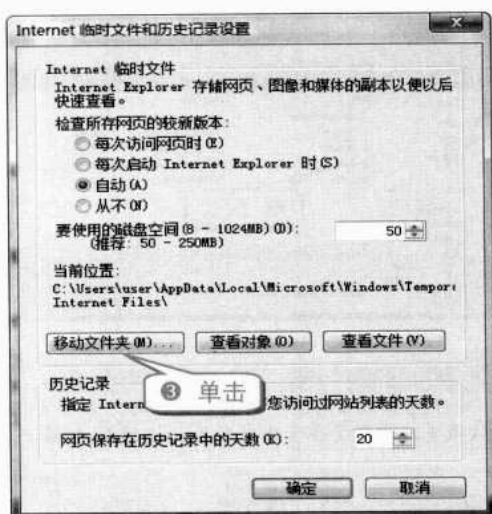 Internet 临时文件和历史记录设置
Internet 临时文件
Internet Explorer 存储网页、图像和媒体的副本以便以后
快速查看。
检查所存网页的较新版本:
每次访问网页时(E)
每次启动 Internet Explorer 时(S)
自动(A)
从不(N)
要使用的磁盘空间(8 - 1024MB)(D): 50
(推荐: 50 - 250MB)
当前位置:
C:\Users\user\AppData\Local\Microsoft\Windows\Tempor
Internet Files\
移动文件夹(M)... 查看对象(O) 查看文件(V)
历史记录
❸ 单击
指定 Intern 您访问过网站列表的天数。
网页保存在历史记录中的天数(K): 20
确定 取消